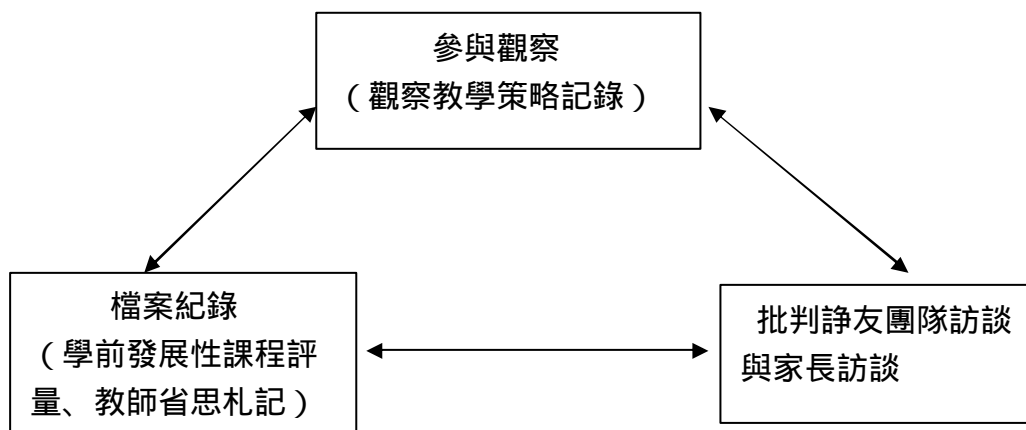 參與觀察
（觀察教學策略記錄）
檔案紀錄
（學前發展性課程評
量、教師省思札記）
批判諍友團隊訪談
與家長訪談